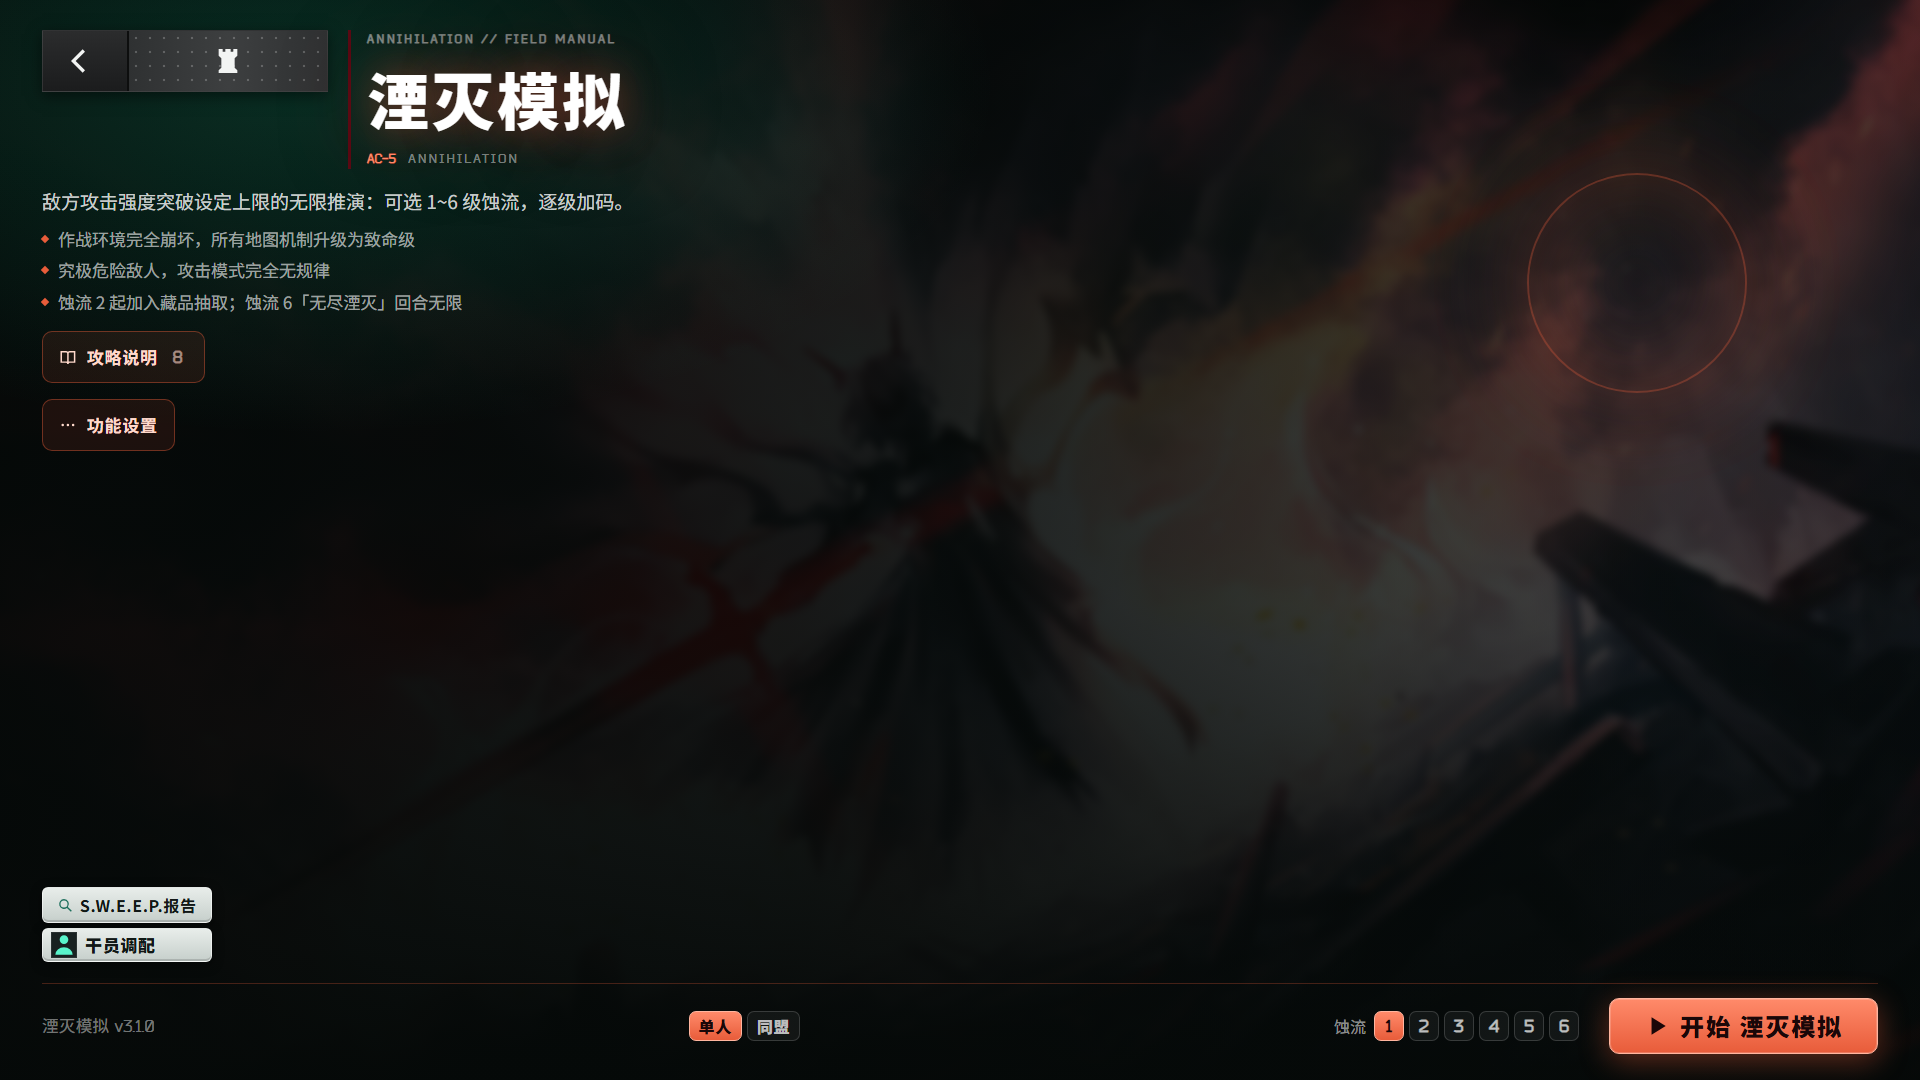 ANNIHILATION // FIELD MANUAL
湮灭模拟
AC-5 ANNIHILATION
敌方攻击强度突破设定上限的无限推演：可选 1~6 级蚀流，逐级加码。
作战环境完全崩坏，所有地图机制升级为致命级
究极危险敌人，攻击模式完全无规律
蚀流 2 起加入藏品抽取；蚀流 6「无尽湮灭」回合无限
攻略说明 8
功能设置
S.W.E.E.P.报告
干员调配
湮灭模拟 v3.1.0
单人 同盟
蚀流 1 2 3 4 5 6
开始 湮灭模拟